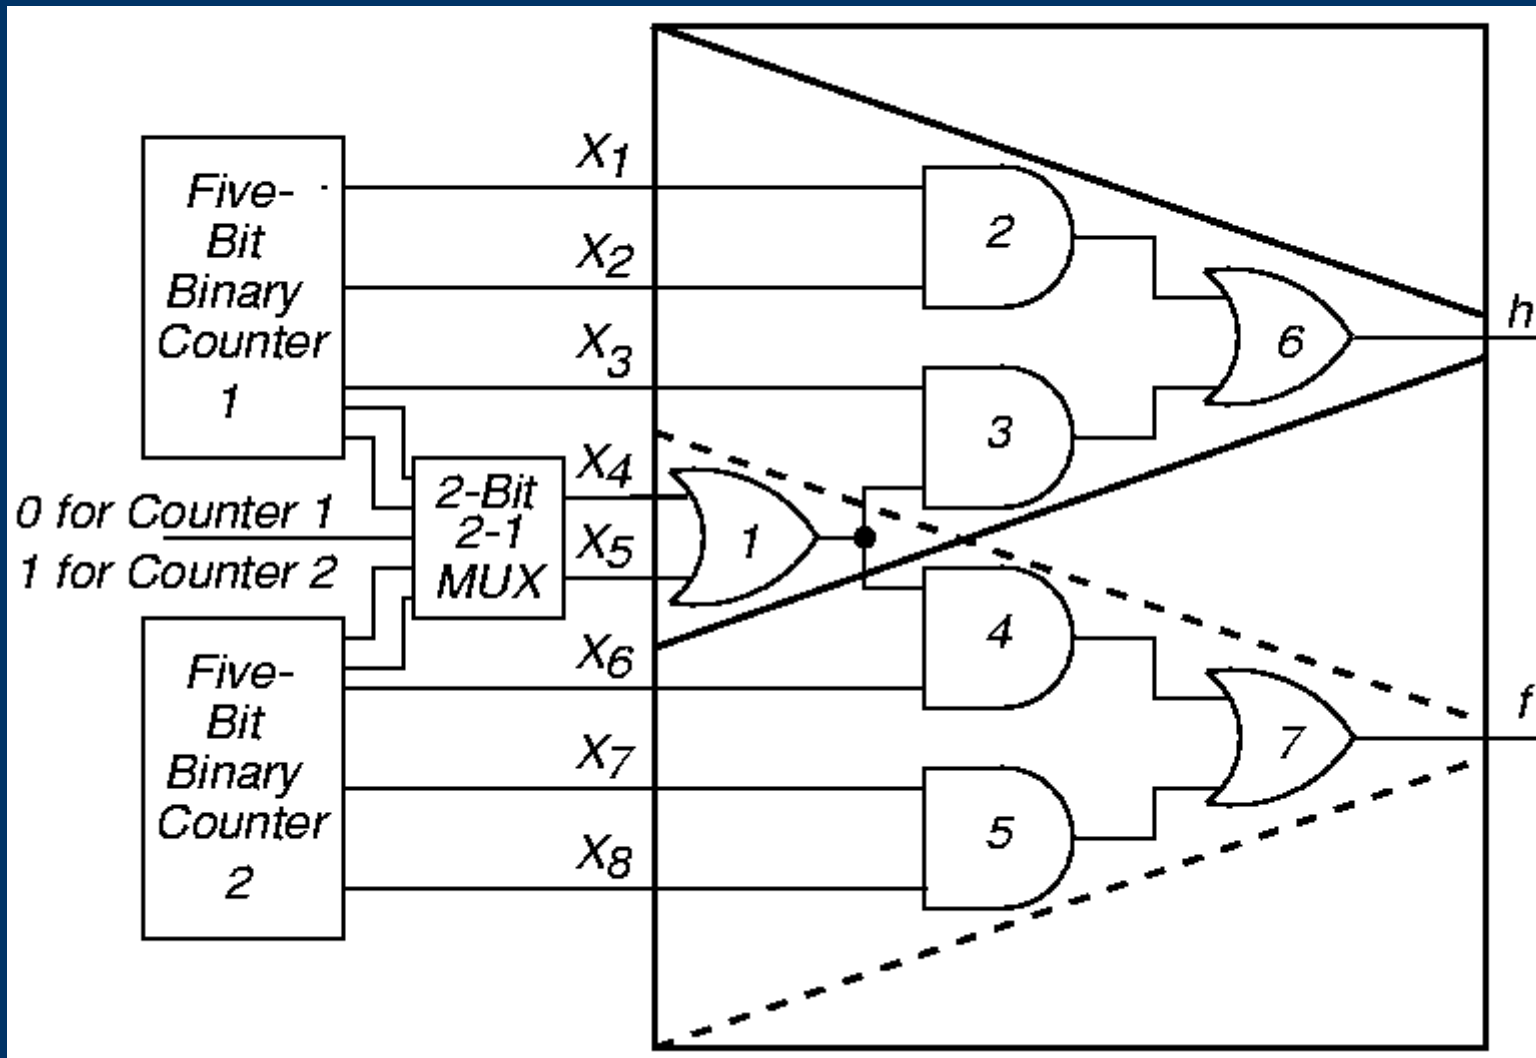 Five-
Bit
Binary
Counter
1
0 for Counter 1
1 for Counter 2
Five-
Bit
Binary
Counter
2
2-Bit
2-1
MUX
X1
X2
X3
X4
X5
X6
X7
X8
1
2
3
4
5
6
7
h
f